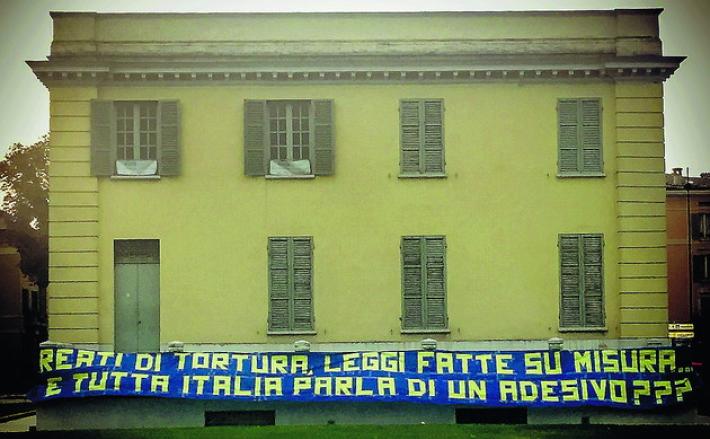 REATI DI TORTURA, LEGGI FATTE SU MISURA...
E TUTTA ITALIA PARLA DI UN ADESIVO???